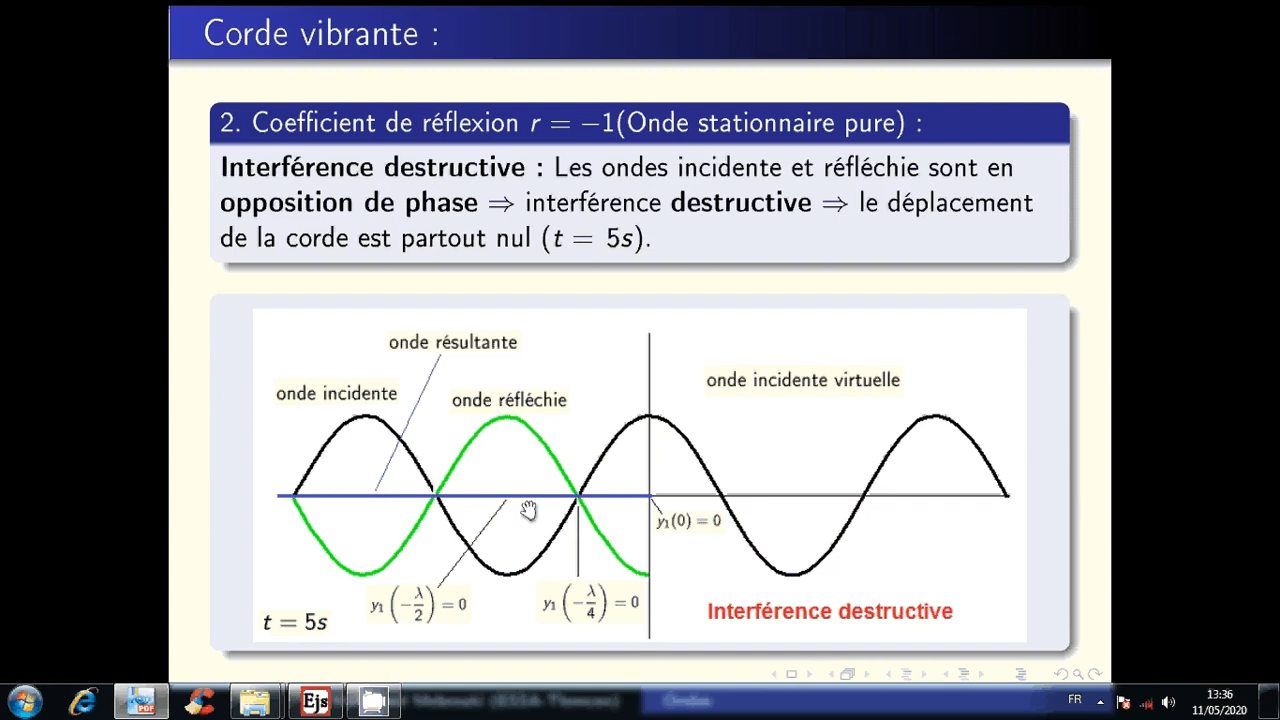 Corde vibrante :
2. Coefficient de réflexion r = −1(Onde stationnaire pure) :
Interférence destructive : Les ondes incidente et réfléchie sont en
opposition de phase ⇒ interférence destructive ⇒ le déplacement
de la corde est partout nul (t = 5s).
onde résultante
onde incidente
onde réfléchie
onde incidente virtuelle
y₁(0) = 0
y₁(−λ/2) = 0
y₁(−λ/4) = 0
t = 5s
Interférence destructive
PDF
Ejs
FR
13:36
11/05/2020